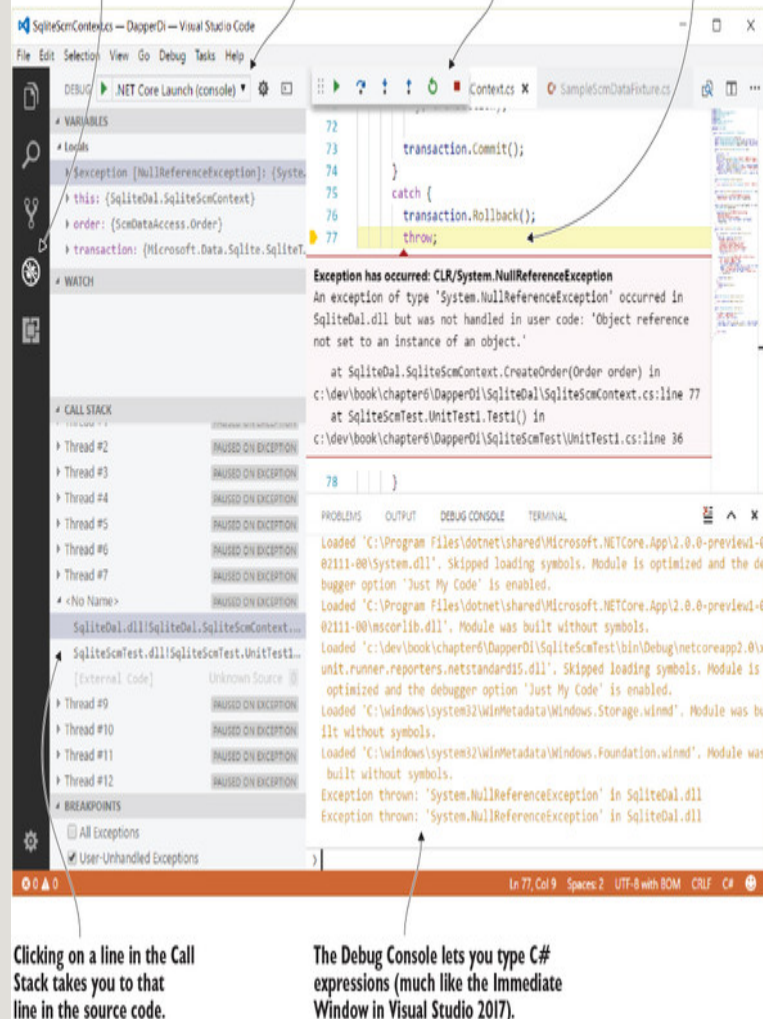 SqliteScmContext.cs — DapperDi — Visual Studio Code
File Edit Selection View Go Debug Tasks Help
DEBUG .NET Core Launch (console)
Context.cs
SampleScmDataFixture.cs
VARIABLES
Locals
$exception [NullReferenceException]: {Syste
this: {SqliteDal.SqliteScmContext}
order: {ScmDataAccess.Order}
transaction: {Microsoft.Data.Sqlite.SqliteT
WATCH
72
73 transaction.Commit();
74 }
75 catch {
76 transaction.Rollback();
77 throw;
Exception has occurred: CLR/System.NullReferenceException
An exception of type 'System.NullReferenceException' occurred in
SqliteDal.dll but was not handled in user code: 'Object reference
not set to an instance of an object.'
at SqliteDal.SqliteScmContext.CreateOrder(Order order) in
c:\dev\book\chapter6\DapperDi\SqliteDal\SqliteScmContext.cs:line 77
at SqliteScmTest.UnitTest1.Test1() in
c:\dev\book\chapter6\DapperDi\SqliteScmTest\UnitTest1.cs:line 36
78 }
CALL STACK
Thread #2 PAUSED ON EXCEPTION
Thread #3 PAUSED ON EXCEPTION
Thread #4 PAUSED ON EXCEPTION
Thread #5 PAUSED ON EXCEPTION
Thread #6 PAUSED ON EXCEPTION
Thread #7 PAUSED ON EXCEPTION
<No Name> PAUSED ON EXCEPTION
SqliteDal.dll!SqliteDal.SqliteScmContext...
SqliteScmTest.dll!SqliteScmTest.UnitTest1...
[External Code] Unknown Source 0
Thread #9 PAUSED ON EXCEPTION
Thread #10 PAUSED ON EXCEPTION
Thread #11 PAUSED ON EXCEPTION
Thread #12 PAUSED ON EXCEPTION
BREAKPOINTS
All Exceptions
User-Unhandled Exceptions
PROBLEMS OUTPUT DEBUG CONSOLE TERMINAL
Loaded 'C:\Program Files\dotnet\shared\Microsoft.NETCore.App\2.0.0-preview1-0
02111-00\System.dll'. Skipped loading symbols. Module is optimized and the de
bugger option 'Just My Code' is enabled.
Loaded 'C:\Program Files\dotnet\shared\Microsoft.NETCore.App\2.0.0-preview1-0
02111-00\mscorlib.dll'. Module was built without symbols.
Loaded 'c:\dev\book\chapter6\DapperDi\SqliteScmTest\bin\Debug\netcoreapp2.0\x
unit.runner.reporters.netstandard15.dll'. Skipped loading symbols. Module is
optimized and the debugger option 'Just My Code' is enabled.
Loaded 'C:\windows\system32\WinMetadata\Windows.Storage.winmd'. Module was bu
ilt without symbols.
Loaded 'C:\windows\system32\WinMetadata\Windows.Foundation.winmd'. Module was
built without symbols.
Exception thrown: 'System.NullReferenceException' in SqliteDal.dll
Exception thrown: 'System.NullReferenceException' in SqliteDal.dll
0 0
Ln 77, Col 9 Spaces: 2 UTF-8 with BOM CRLF C#
Clicking on a line in the Call
Stack takes you to that
line in the source code.
The Debug Console lets you type C#
expressions (much like the Immediate
Window in Visual Studio 2017).